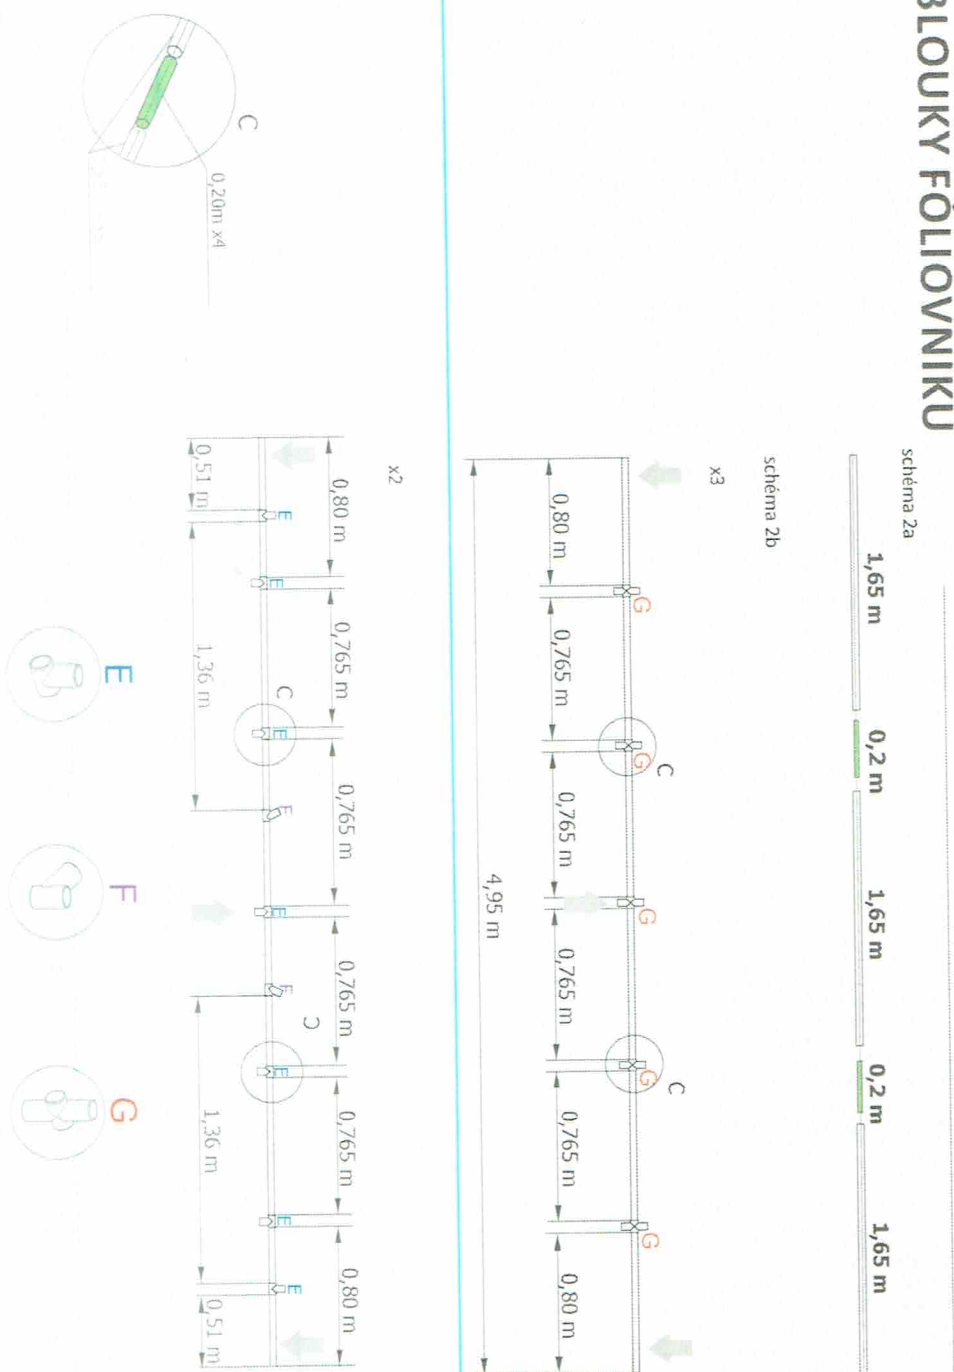 BLOUKY FÓLIOVNIKU
schéma 2a
1,65 m 0,2 m 1,65 m 0,2 m 1,65 m
schéma 2b
x3
G G G G G
C C
0,80 m 0,765 m 0,765 m 0,765 m 0,765 m 0,80 m
4,95 m
x2
0,80 m 0,765 m 0,765 m 0,765 m 0,765 m 0,80 m
C C
E E E F E F E E E
0,51 m 1,36 m 1,36 m 0,51 m
C
0,20m x4
E F G